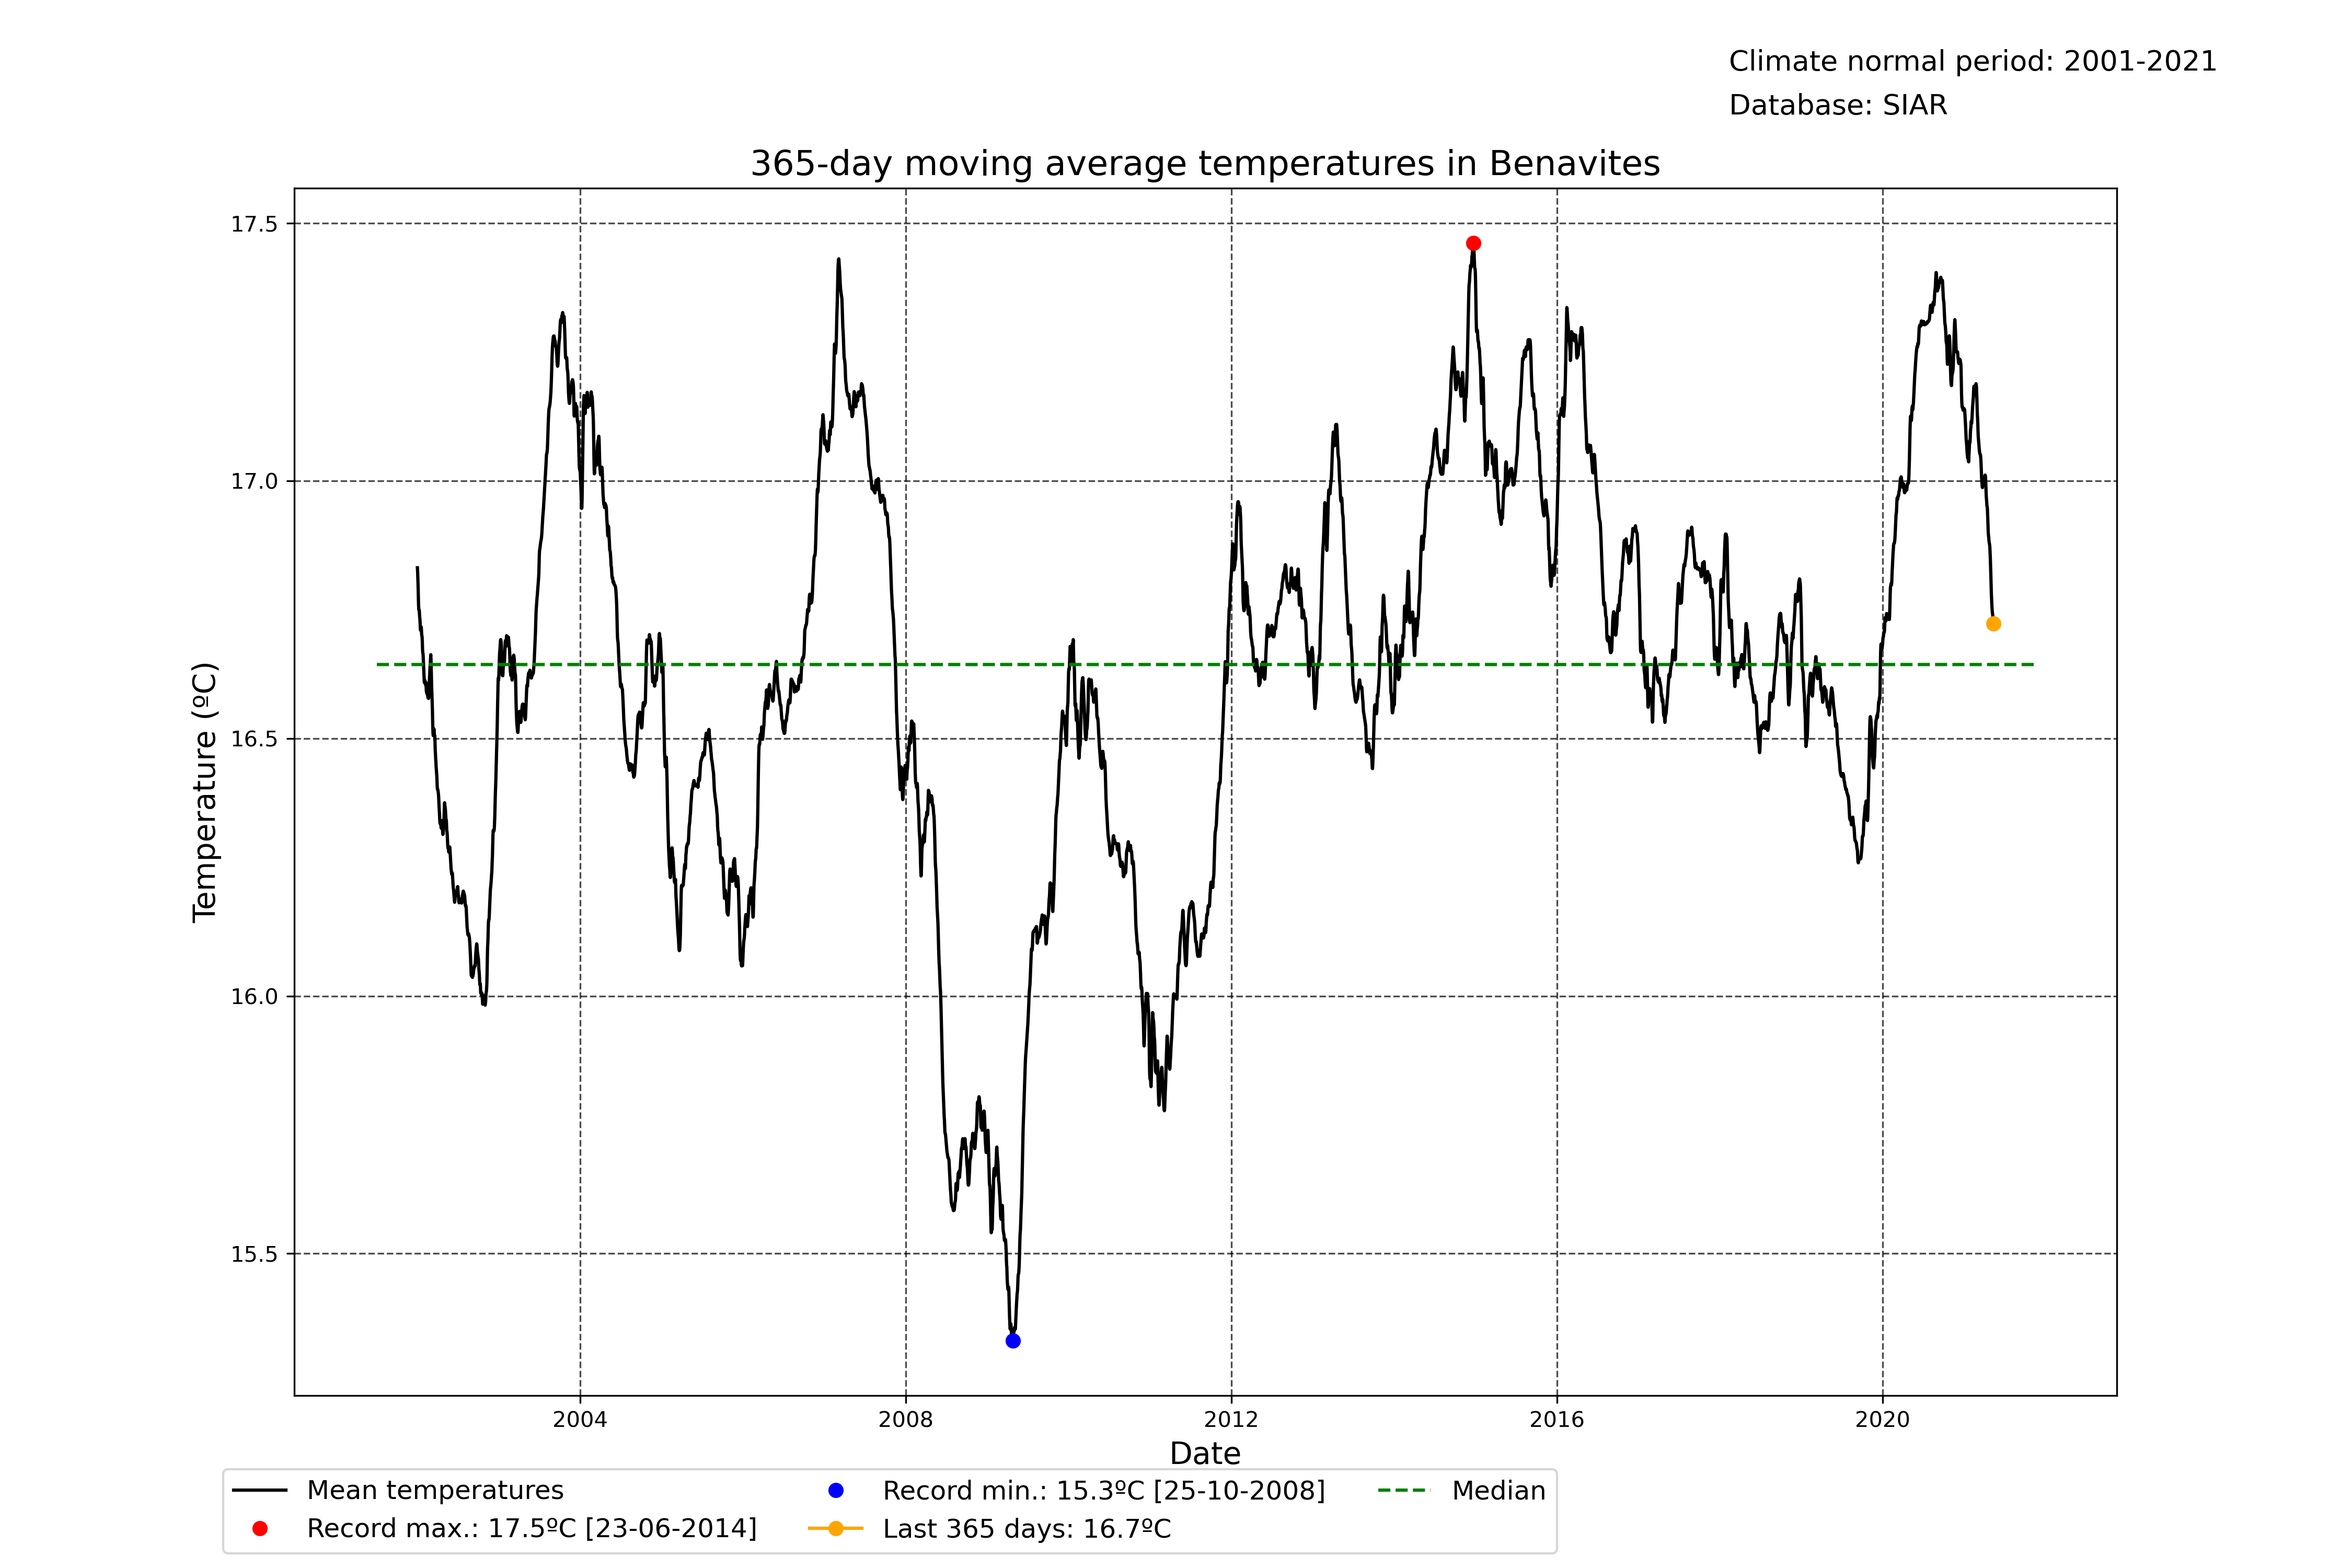 Climate normal period: 2001-2021
Database: SIAR
365-day moving average temperatures in Benavites
17.5
17.0
16.5
16.0
15.5
Temperature (ºC)
2004
2008
2012
2016
2020
Date
Mean temperatures
Record max.: 17.5ºC [23-06-2014]
Record min.: 15.3ºC [25-10-2008]
Last 365 days: 16.7ºC
Median